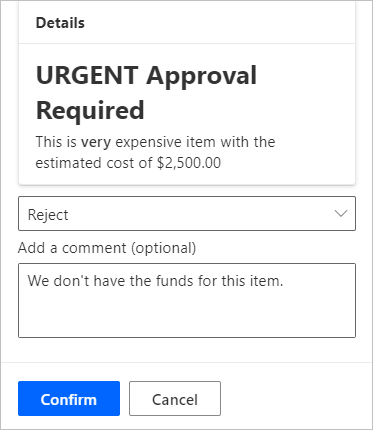 Details
URGENT Approval
Required
This is very expensive item with the
estimated cost of $2,500.00
Reject
Add a comment (optional)
We don't have the funds for this item.
Confirm
Cancel